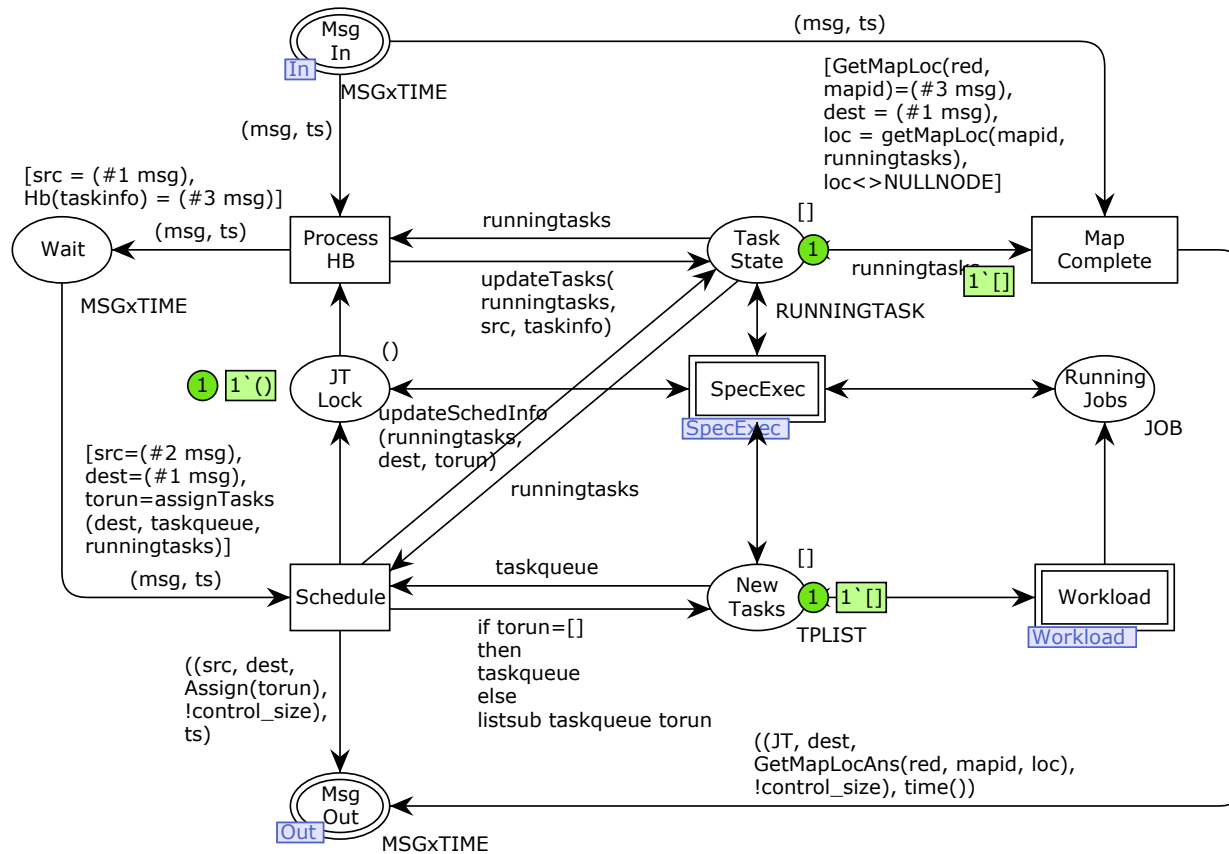 Msg
In
In
MSGxTIME
(msg, ts)
(msg, ts)
[GetMapLoc(red,
mapid)=(#3 msg),
dest = (#1 msg),
loc = getMapLoc(mapid,
runningtasks),
loc<>NULLNODE]
[src = (#1 msg),
Hb(taskinfo) = (#3 msg)]
Wait
MSGxTIME
(msg, ts)
Process
HB
runningtasks
updateTasks(
runningtasks,
src, taskinfo)
[]
Task
State
1
runningtasks
1`[]
RUNNINGTASK
Map
Complete
1
1`()
()
JT
Lock
updateSchedInfo
(runningtasks,
dest, torun)
SpecExec
SpecExec
Running
Jobs
JOB
[src=(#2 msg),
dest=(#1 msg),
torun=assignTasks
(dest, taskqueue,
runningtasks)]
runningtasks
(msg, ts)
Schedule
taskqueue
[]
New
Tasks
1
1`[]
TPLIST
Workload
Workload
if torun=[]
then
taskqueue
else
listsub taskqueue torun
((src, dest,
Assign(torun),
!control_size),
ts)
((JT, dest,
GetMapLocAns(red, mapid, loc),
!control_size), time())
Msg
Out
Out
MSGxTIME